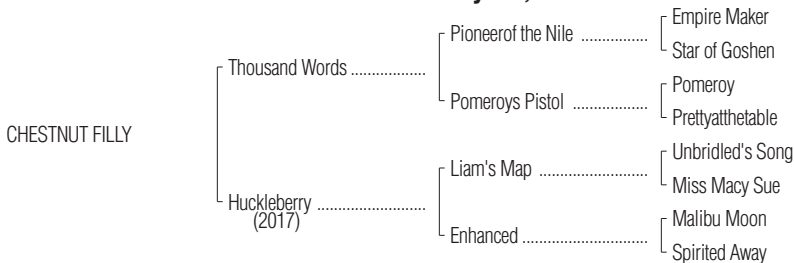 Empire Maker
Pioneerof the Nile ................
Star of Goshen
Thousand Words ..................
Pomeroy
Pomeroys Pistol ..................
Prettyatthetable
CHESTNUT FILLY
Unbridled's Song
Liam's Map ..........................
Miss Macy Sue
Huckleberry ..........................
(2017)
Malibu Moon
Enhanced ..............................
Spirited Away